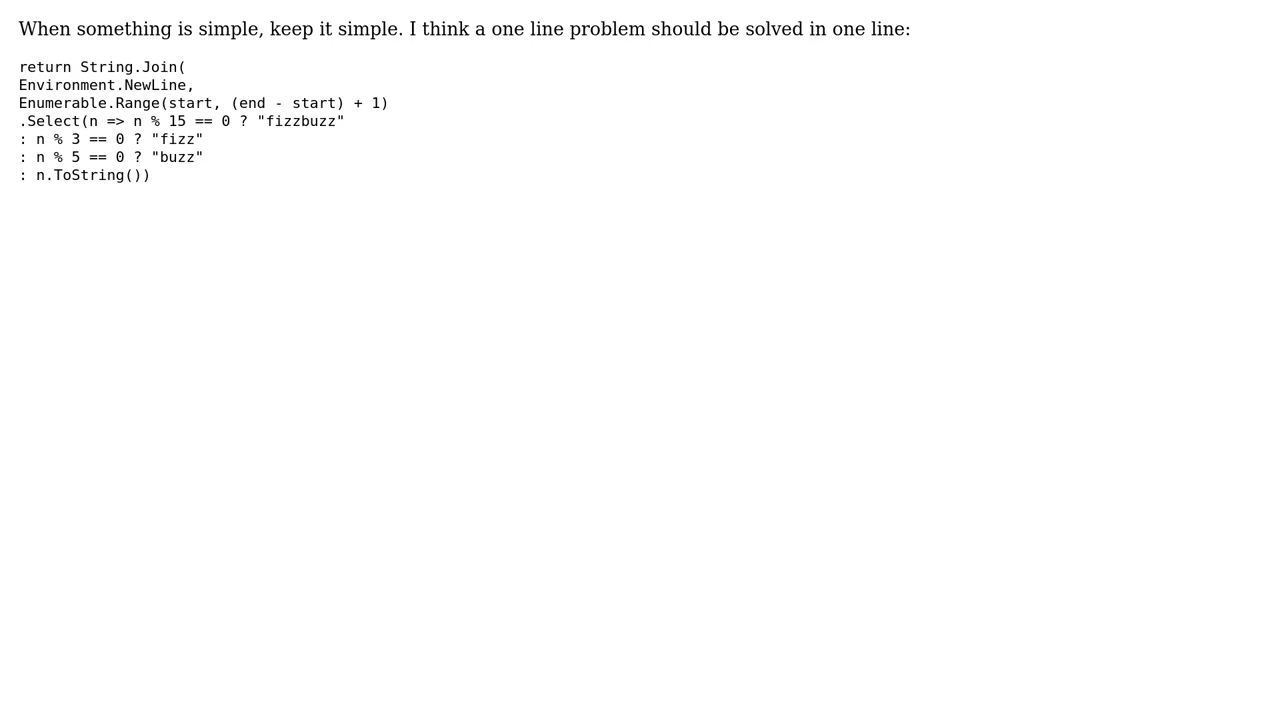 When something is simple, keep it simple. I think a one line problem should be solved in one line:
return String.Join(
Environment.NewLine,
Enumerable.Range(start, (end - start) + 1)
.Select(n => n % 15 == 0 ? "fizzbuzz"
: n % 3 == 0 ? "fizz"
: n % 5 == 0 ? "buzz"
: n.ToString())